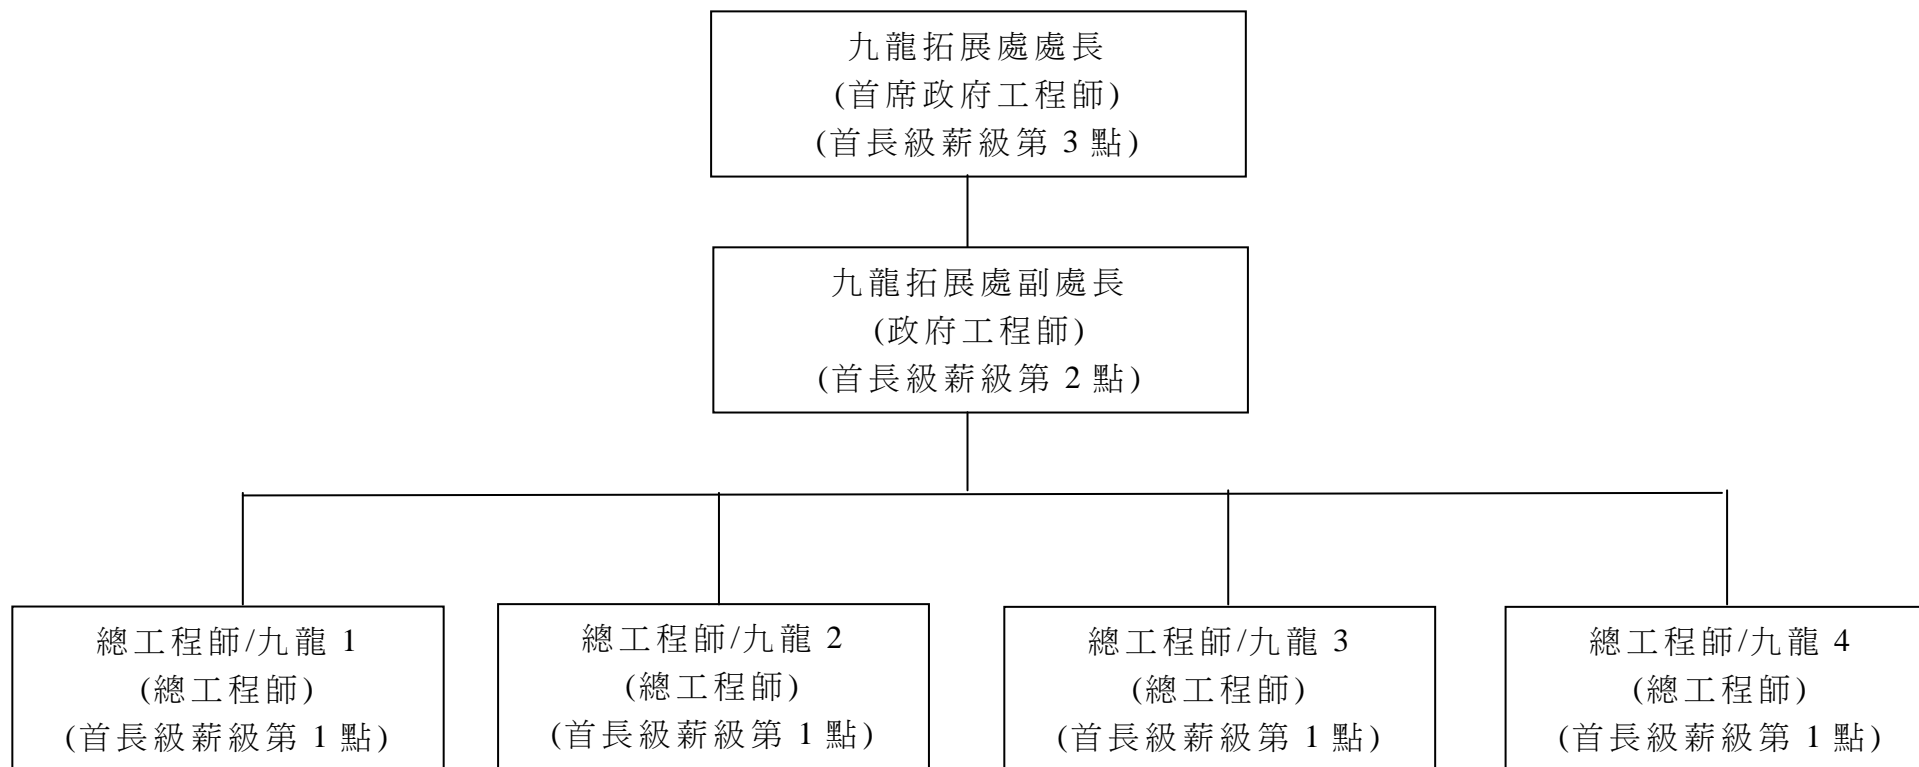 九龍拓展處處長
(首席政府工程師)
(首長級薪級第 3 點)
九龍拓展處副處長
(政府工程師)
(首長級薪級第 2 點)
總工程師/九龍 1
(總工程師)
(首長級薪級第 1 點)
總工程師/九龍 2
(總工程師)
(首長級薪級第 1 點)
總工程師/九龍 3
(總工程師)
(首長級薪級第 1 點)
總工程師/九龍 4
(總工程師)
(首長級薪級第 1 點)